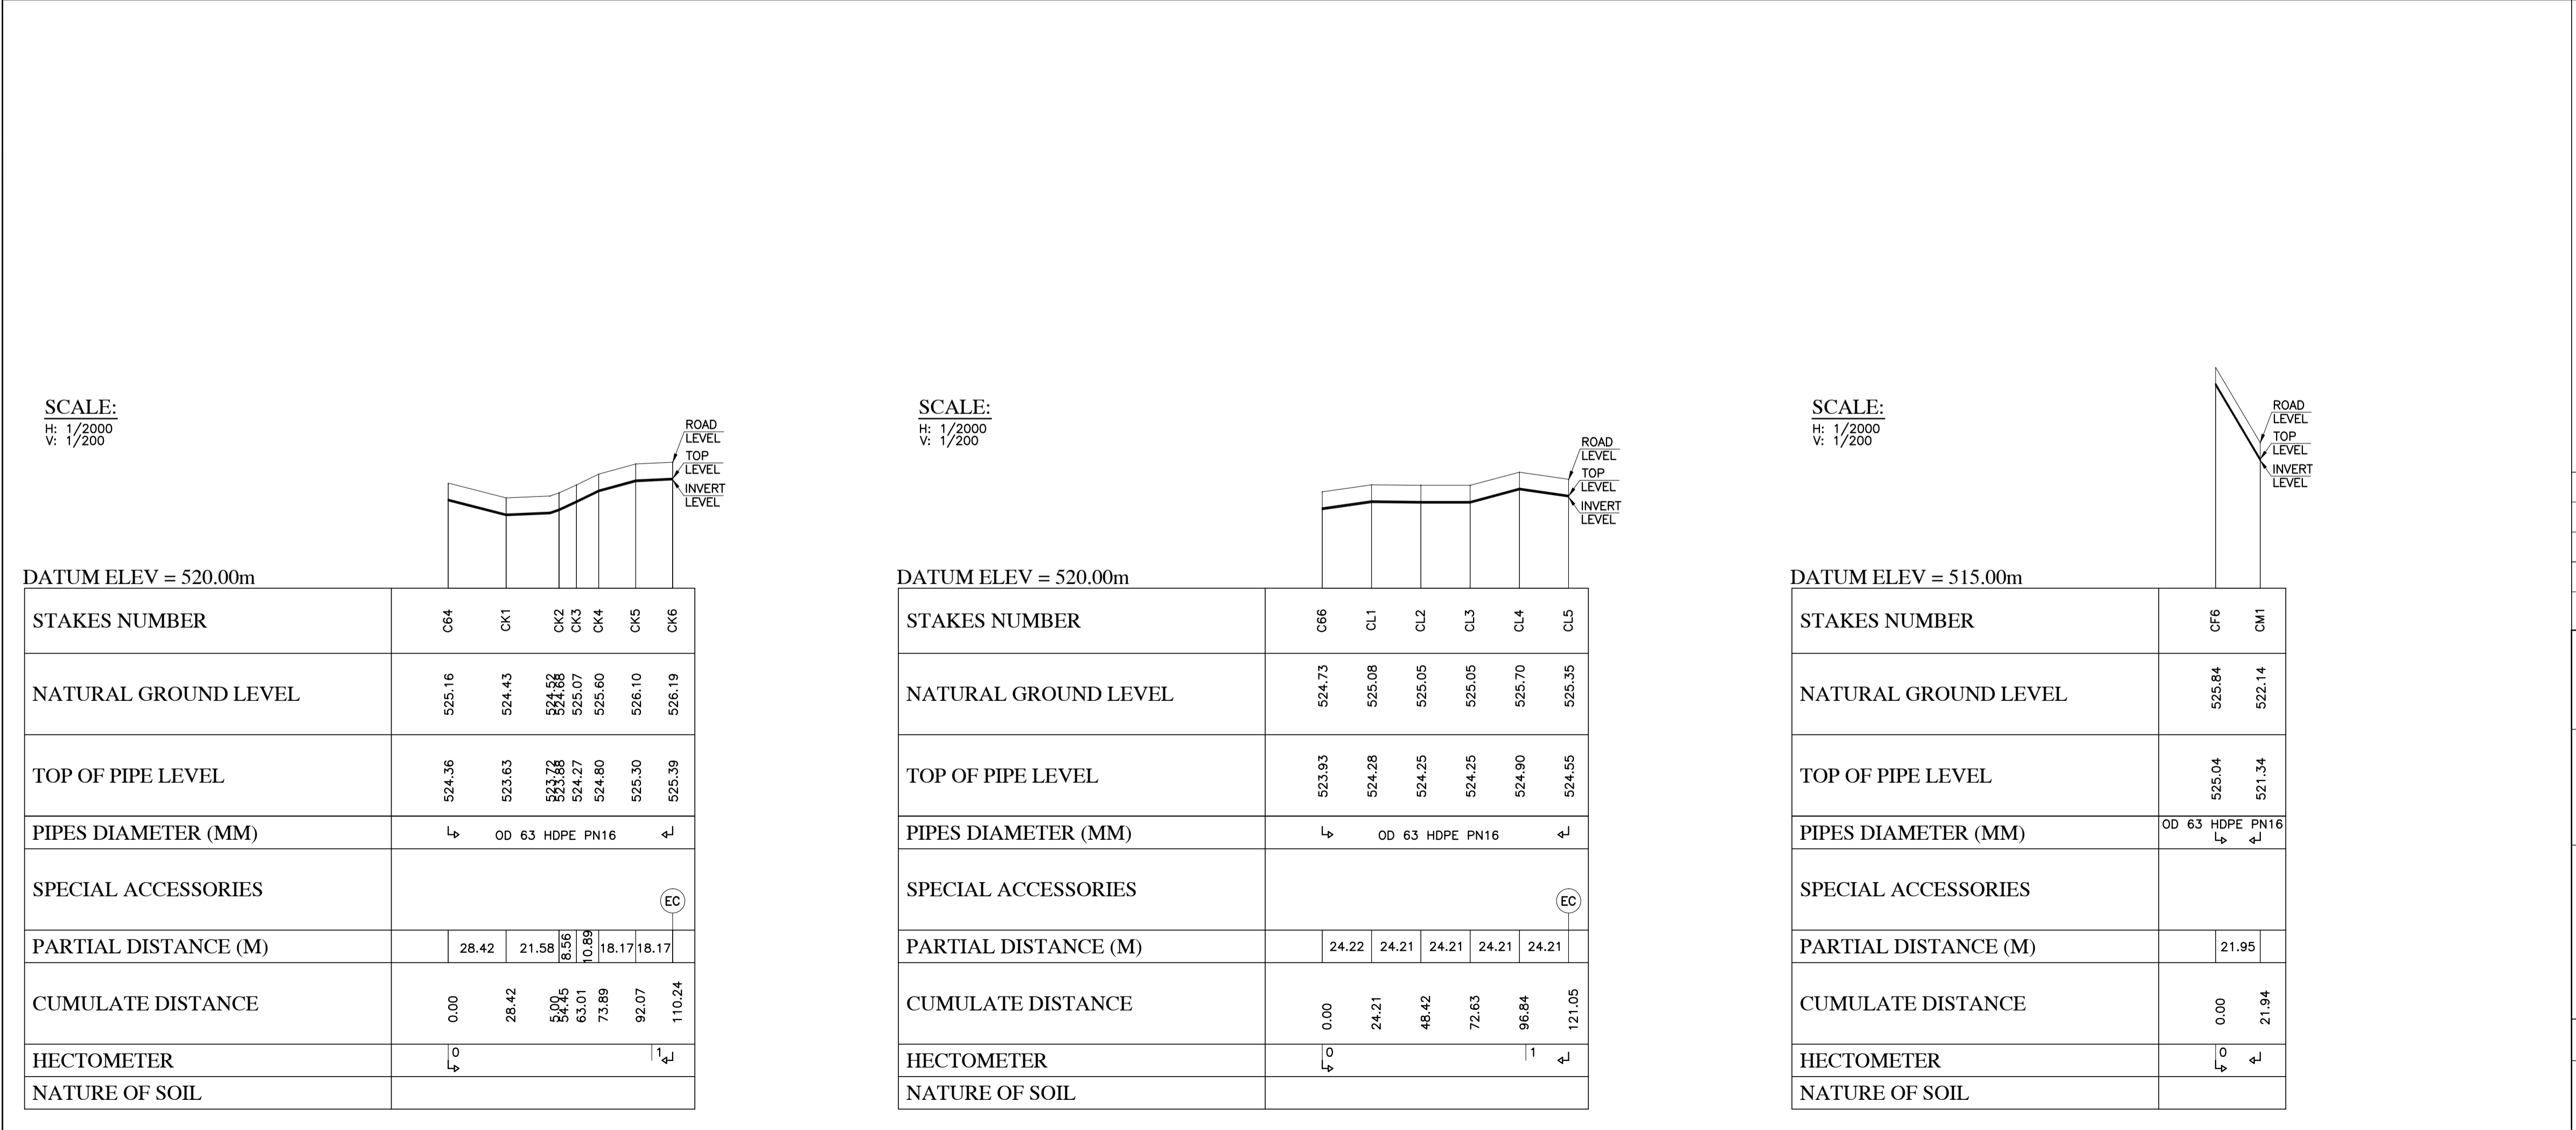 SCALE:
H: 1/2000
V: 1/200
ROAD
LEVEL
TOP
LEVEL
INVERT
LEVEL
DATUM ELEV = 520.00m
STAKES NUMBER C64 CK1 CK2 CK3 CK4 CK5 CK6
NATURAL GROUND LEVEL 525.16 524.43 524.52 524.68 525.07 525.60 526.10 526.19
TOP OF PIPE LEVEL 524.36 523.63 523.72 523.88 524.27 524.80 525.30 525.39
PIPES DIAMETER (MM) OD 63 HDPE PN16
SPECIAL ACCESSORIES EC
PARTIAL DISTANCE (M) 28.42 21.58 8.56 10.89 18.17 18.17
CUMULATE DISTANCE 0.00 28.42 5.00 54.45 63.01 73.89 92.07 110.24
HECTOMETER 0 1
NATURE OF SOIL
SCALE:
H: 1/2000
V: 1/200
ROAD
LEVEL
TOP
LEVEL
INVERT
LEVEL
DATUM ELEV = 520.00m
STAKES NUMBER C66 CL1 CL2 CL3 CL4 CL5
NATURAL GROUND LEVEL 524.73 525.08 525.05 525.05 525.70 525.35
TOP OF PIPE LEVEL 523.93 524.28 524.25 524.25 524.90 524.55
PIPES DIAMETER (MM) OD 63 HDPE PN16
SPECIAL ACCESSORIES EC
PARTIAL DISTANCE (M) 24.22 24.21 24.21 24.21 24.21
CUMULATE DISTANCE 0.00 24.21 48.42 72.63 96.84 121.05
HECTOMETER 0 1
NATURE OF SOIL
SCALE:
H: 1/2000
V: 1/200
ROAD
LEVEL
TOP
LEVEL
INVERT
LEVEL
DATUM ELEV = 515.00m
STAKES NUMBER CF6 CM1
NATURAL GROUND LEVEL 525.84 522.14
TOP OF PIPE LEVEL 525.04 521.34
PIPES DIAMETER (MM) OD 63 HDPE PN16
SPECIAL ACCESSORIES
PARTIAL DISTANCE (M) 21.95
CUMULATE DISTANCE 0.00 21.94
HECTOMETER 0
NATURE OF SOIL